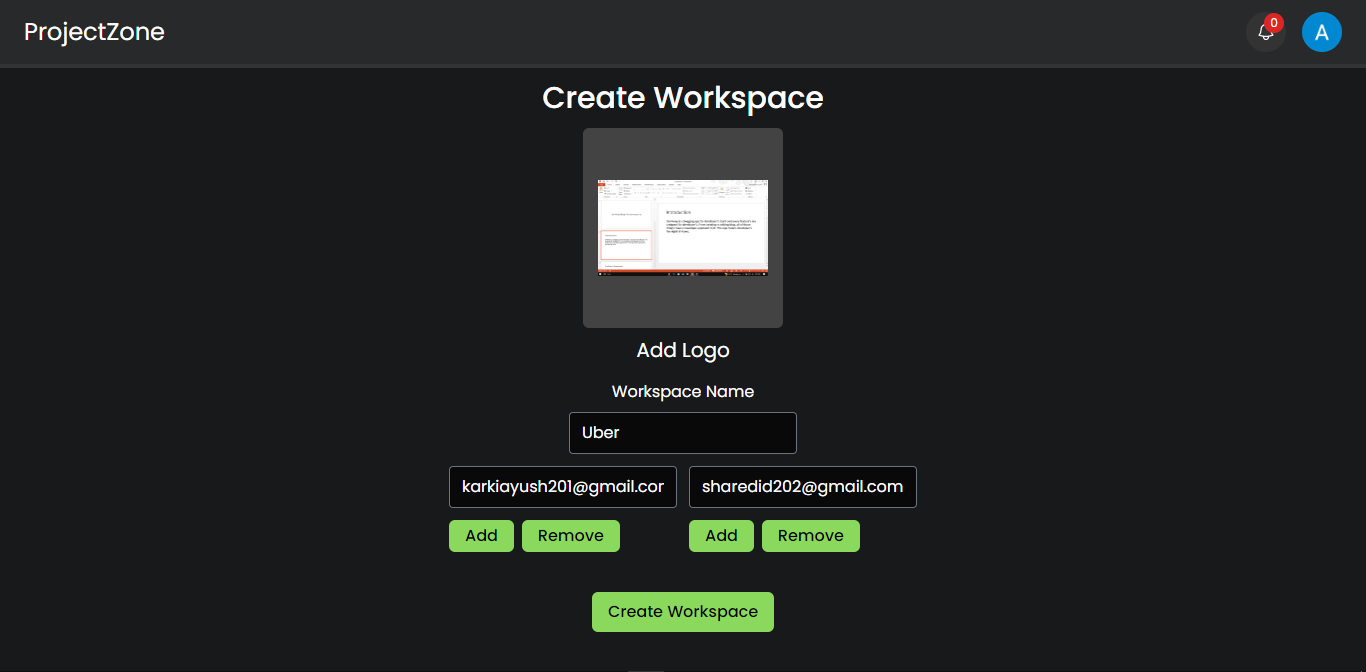 ProjectZone
0
A
Create Workspace
Introduction
Add Logo
Workspace Name
Uber
karkiayush201@gmail.cor
sharedid202@gmail.com
Add
Remove
Add
Remove
Create Workspace